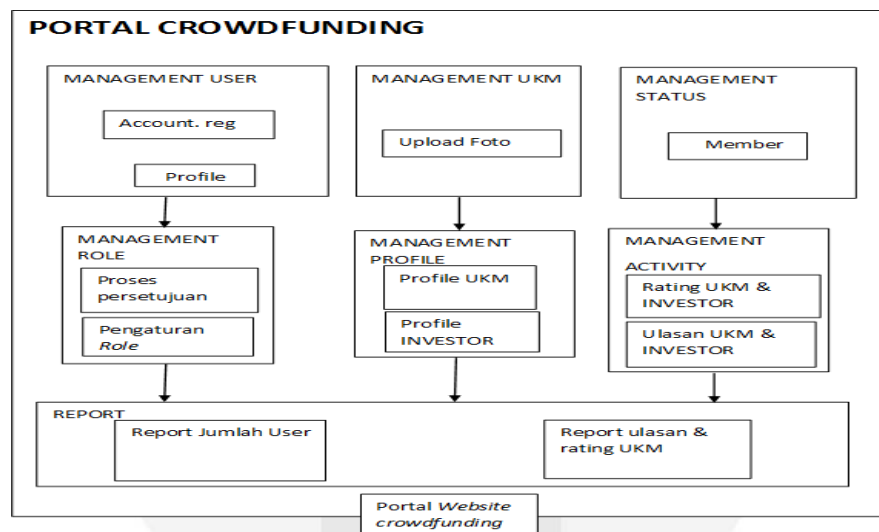 PORTAL CROWDFUNDING
MANAGEMENT USER
Account. reg
Profile
MANAGEMENT UKM
Upload Foto
MANAGEMENT
STATUS
Member
MANAGEMENT
ROLE
Proses
persetujuan
Pengaturan
Role
MANAGEMENT
PROFILE
Profile UKM
Profile
INVESTOR
MANAGEMENT
ACTIVITY
Rating UKM &
INVESTOR
Ulasan UKM &
INVESTOR
REPORT
Report Jumlah User
Report ulasan &
rating UKM
Portal Website
crowdfunding